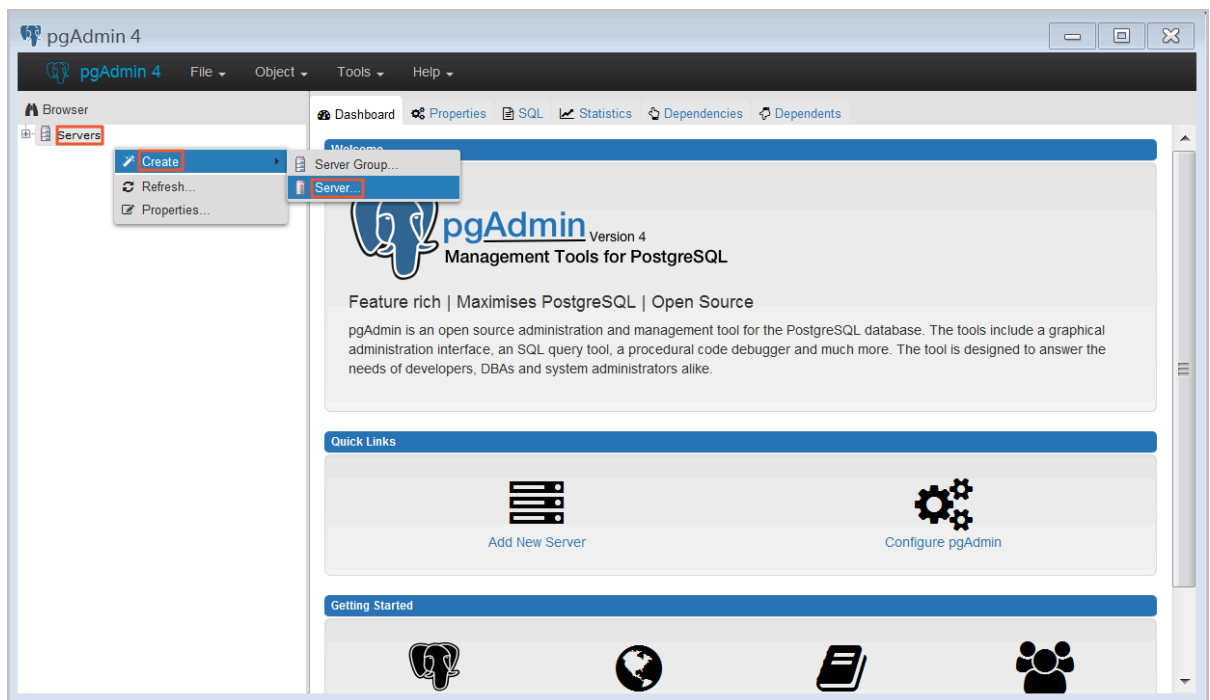 pgAdmin 4
pgAdmin 4 File Object Tools Help
Browser
Servers
Create
Refresh...
Properties...
Server Group...
Server...
Dashboard Properties SQL Statistics Dependencies Dependents
Welcome
pgAdmin Version 4
Management Tools for PostgreSQL
Feature rich | Maximises PostgreSQL | Open Source
pgAdmin is an open source administration and management tool for the PostgreSQL database. The tools include a graphical
administration interface, an SQL query tool, a procedural code debugger and much more. The tool is designed to answer the
needs of developers, DBAs and system administrators alike.
Quick Links
Add New Server Configure pgAdmin
Getting Started